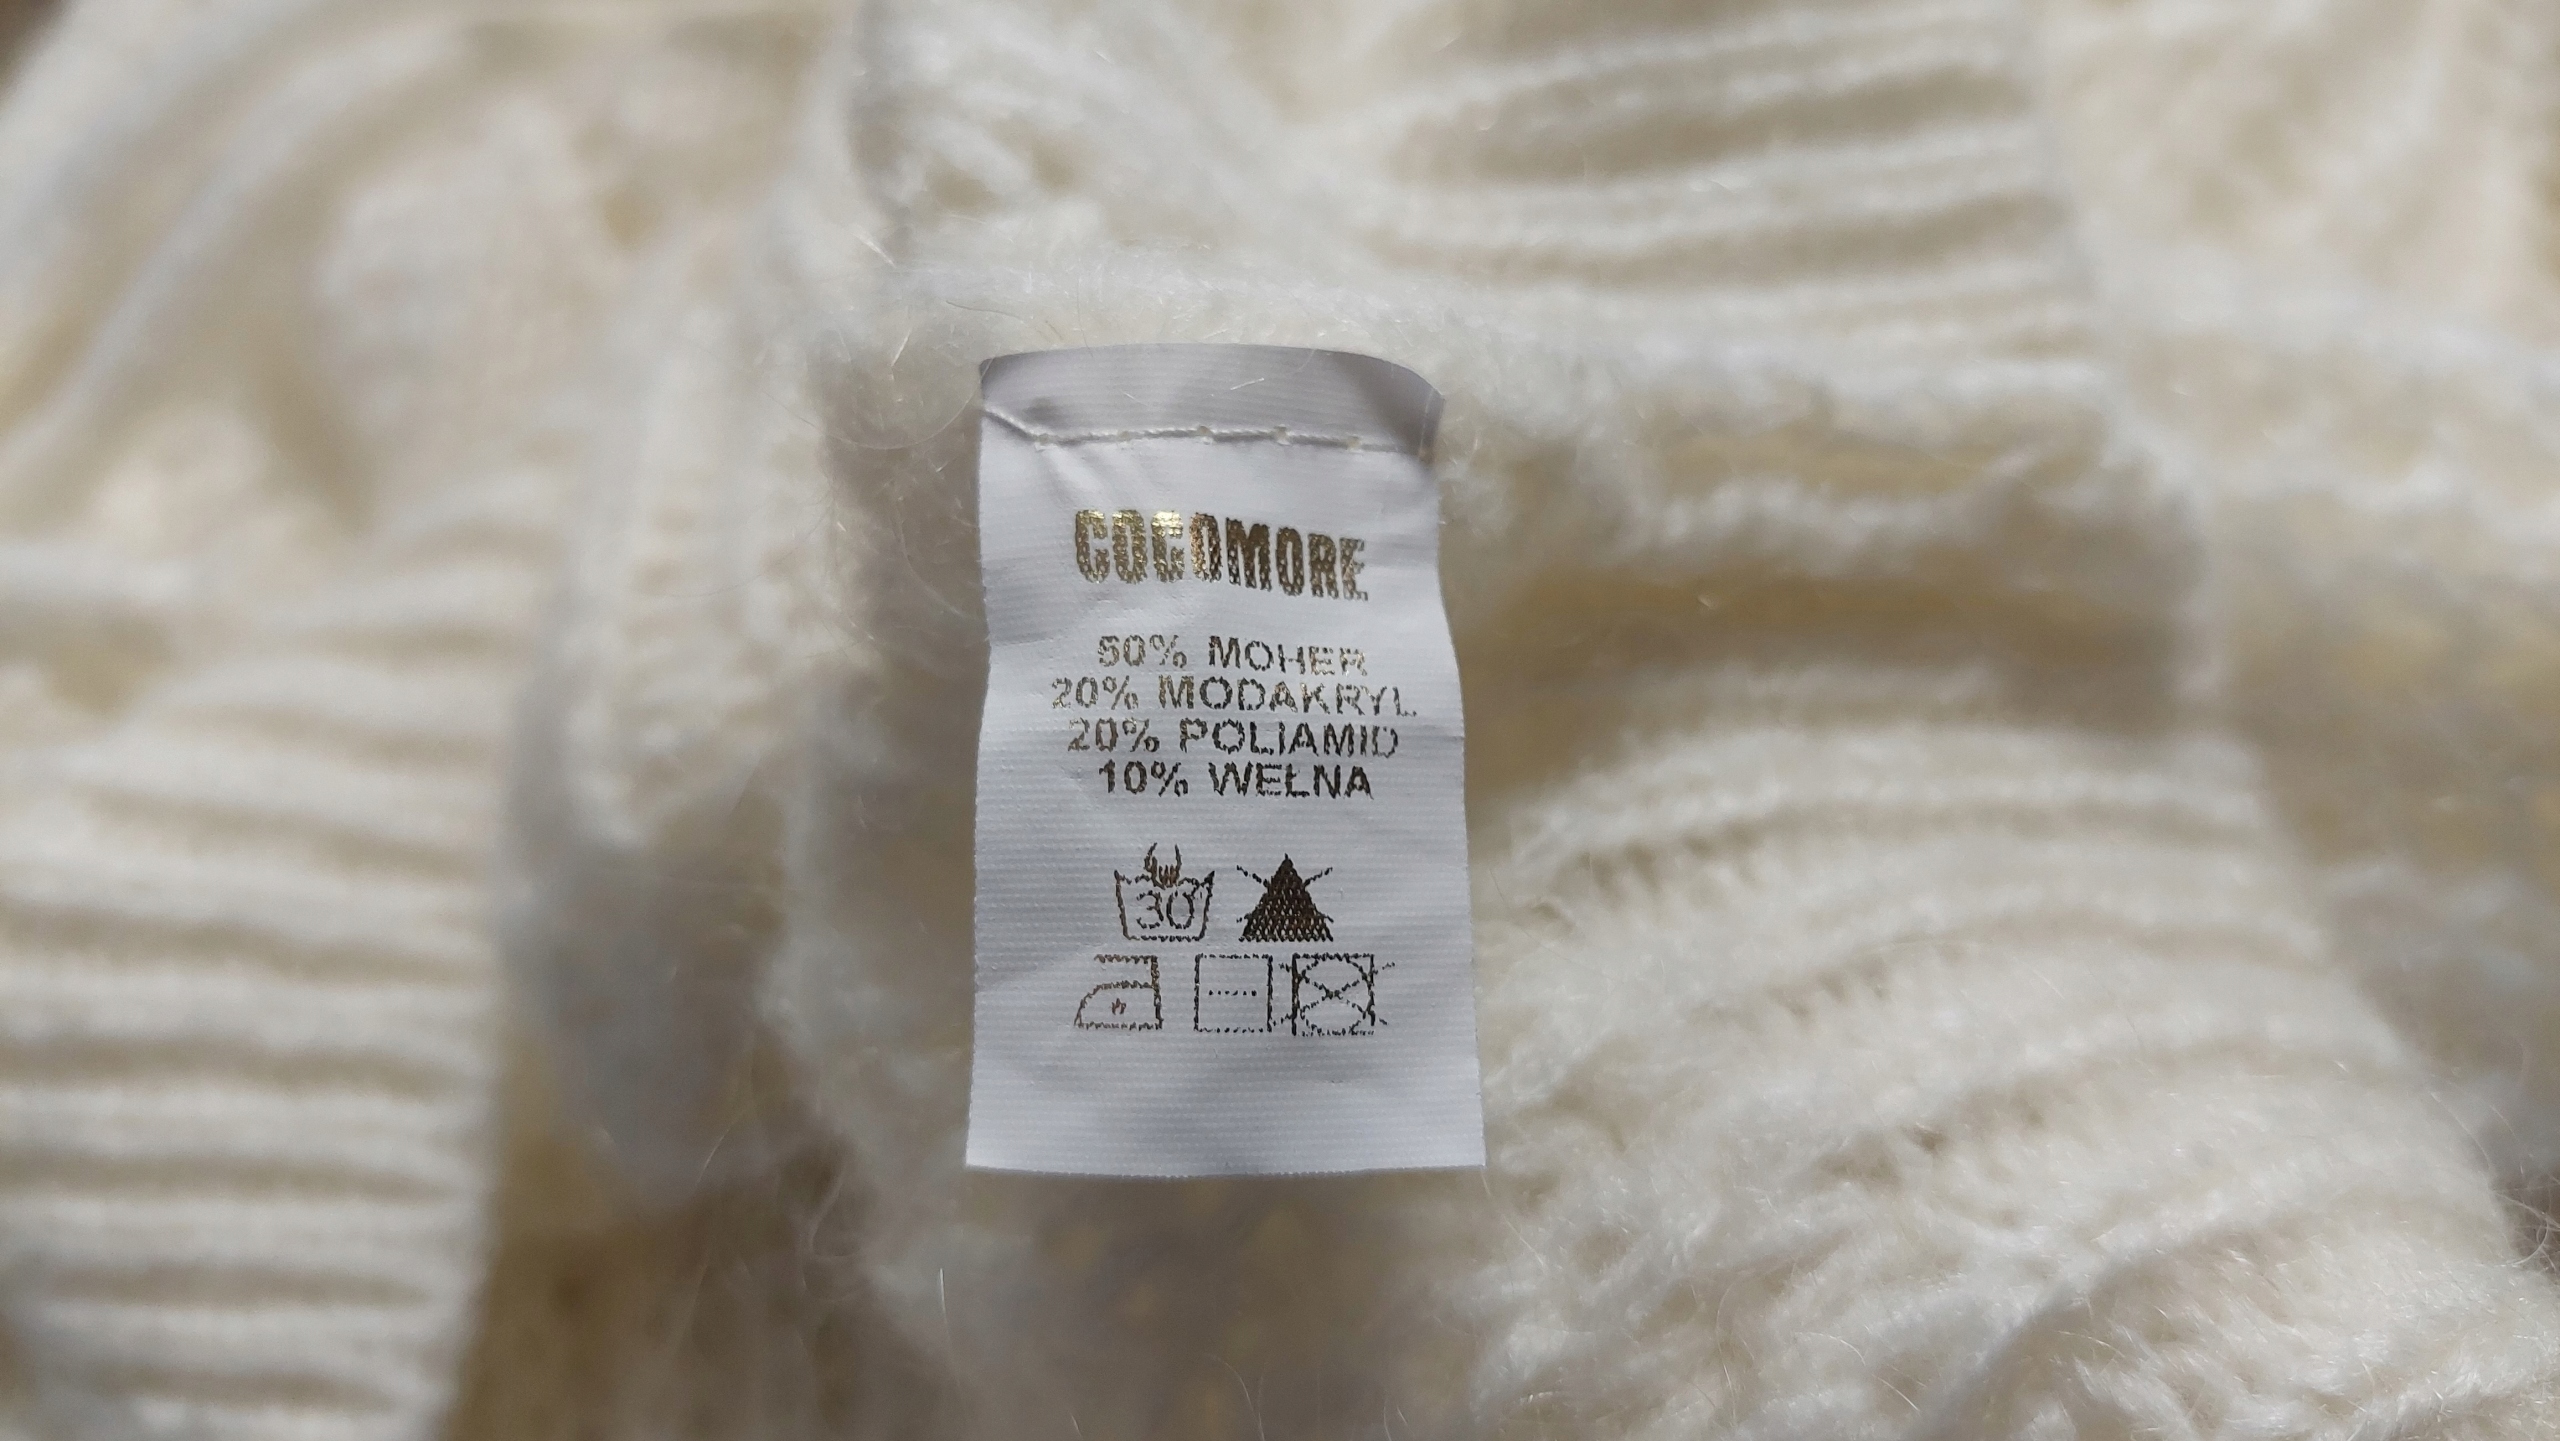 COCOMORE
50% MOHER
20% MODAKRYL
20% POLIAMID
10% WEŁNA
30°